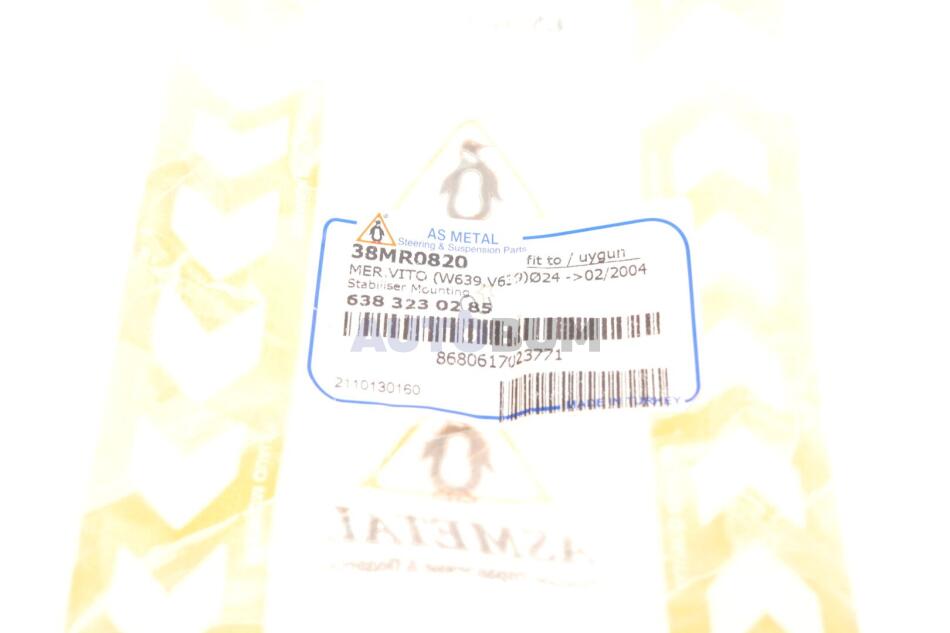 AS METAL
Steering & Suspension Parts
38MR0820 fit to / uygun
MER.VITO (W639,V639)Ø24 ->02/2004
Stabiliser Mounting
638 323 02 85
AUTODUM
8680617023771
2110130160
MADE IN TURKEY
ASMETAL